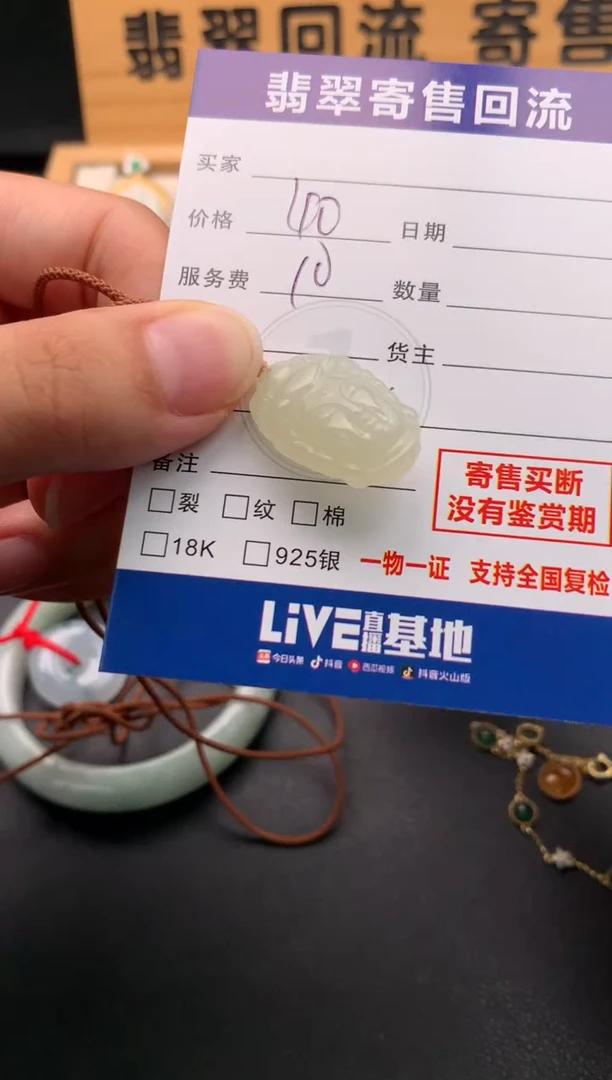 翡翠回流 寄售
翡翠寄售回流
买家
价格 400 日期
服务费 10 数量
货主
备注
裂 纹 棉
18K 925银
寄售买断
没有鉴赏期
一物一证 支持全国复检
LiVE直播基地
今日头条 抖音 西瓜视频 抖音火山版